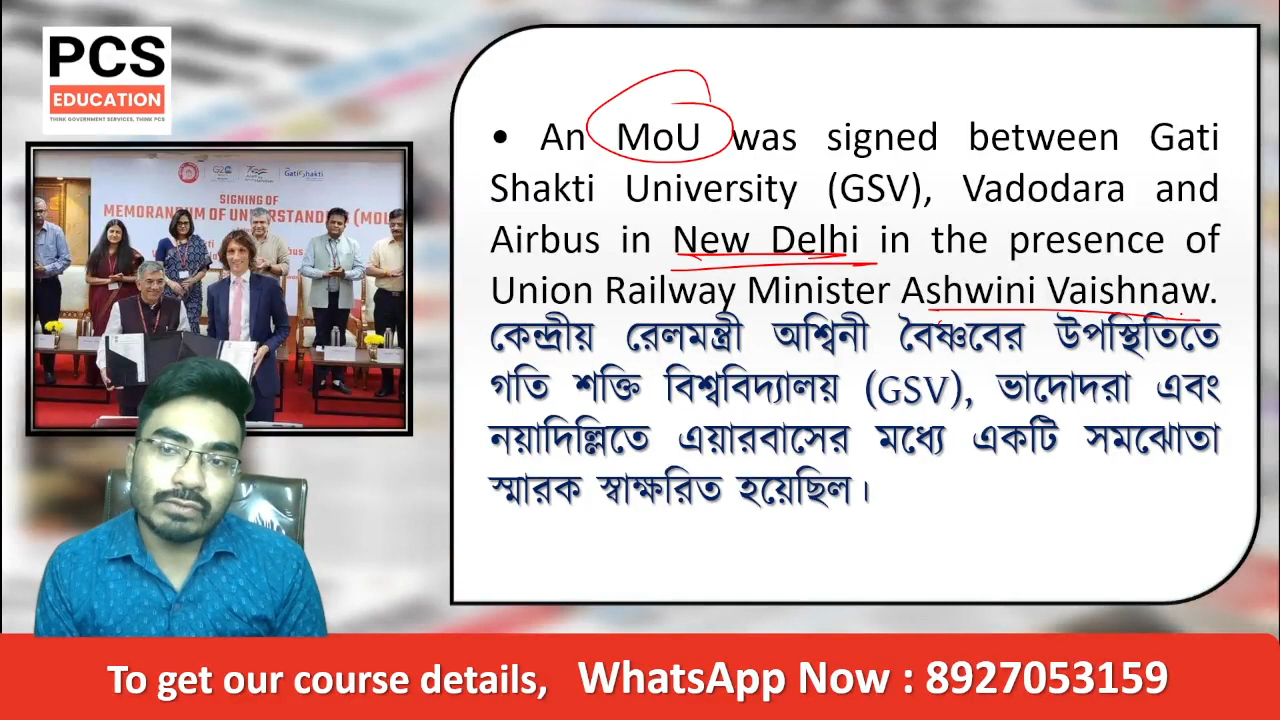 PCS
EDUCATION
THINK GOVERNMENT SERVICES, THINK PCS
G20
GatiShakti
SIGNING OF
MEMORANDUM OF UNDERSTANDING (MOU
• An MoU was signed between Gati
Shakti University (GSV), Vadodara and
Airbus in New Delhi in the presence of
Union Railway Minister Ashwini Vaishnaw.
কেন্দ্রীয় রেলমন্ত্রী অশ্বিনী বৈষ্ণবের উপস্থিতিতে
গতি শক্তি বিশ্ববিদ্যালয় (GSV), ভাদোদরা এবং
নয়াদিল্লিতে এয়ারবাসের মধ্যে একটি সমঝোতা
স্মারক স্বাক্ষরিত হয়েছিল।
To get our course details, WhatsApp Now : 8927053159